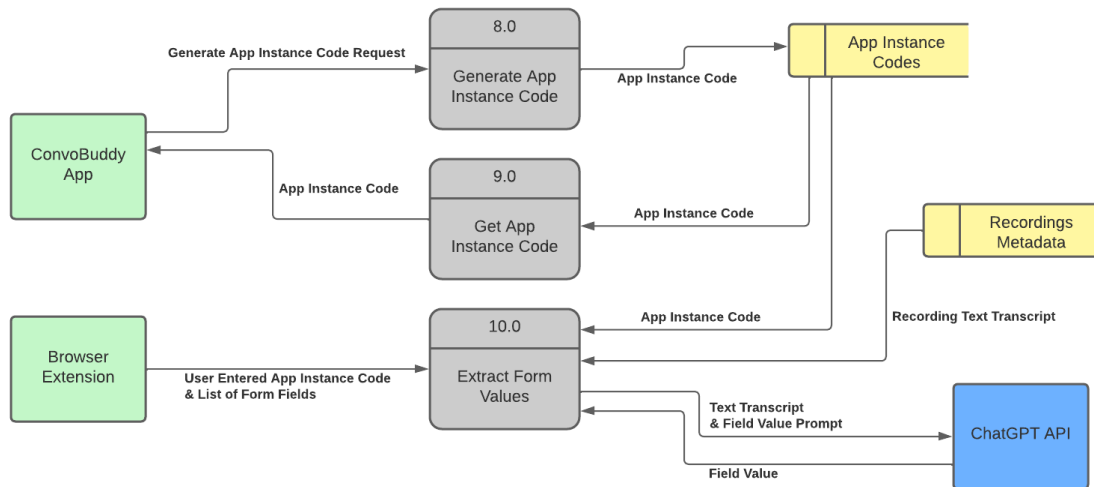 8.0
Generate App
Instance Code
Generate App Instance Code Request
App Instance Code
App Instance
Codes
ConvoBuddy
App
9.0
Get App
Instance Code
App Instance Code
App Instance Code
Recordings
Metadata
10.0
Extract Form
Values
App Instance Code
Recording Text Transcript
Browser
Extension
User Entered App Instance Code
& List of Form Fields
Text Transcript
& Field Value Prompt
ChatGPT API
Field Value